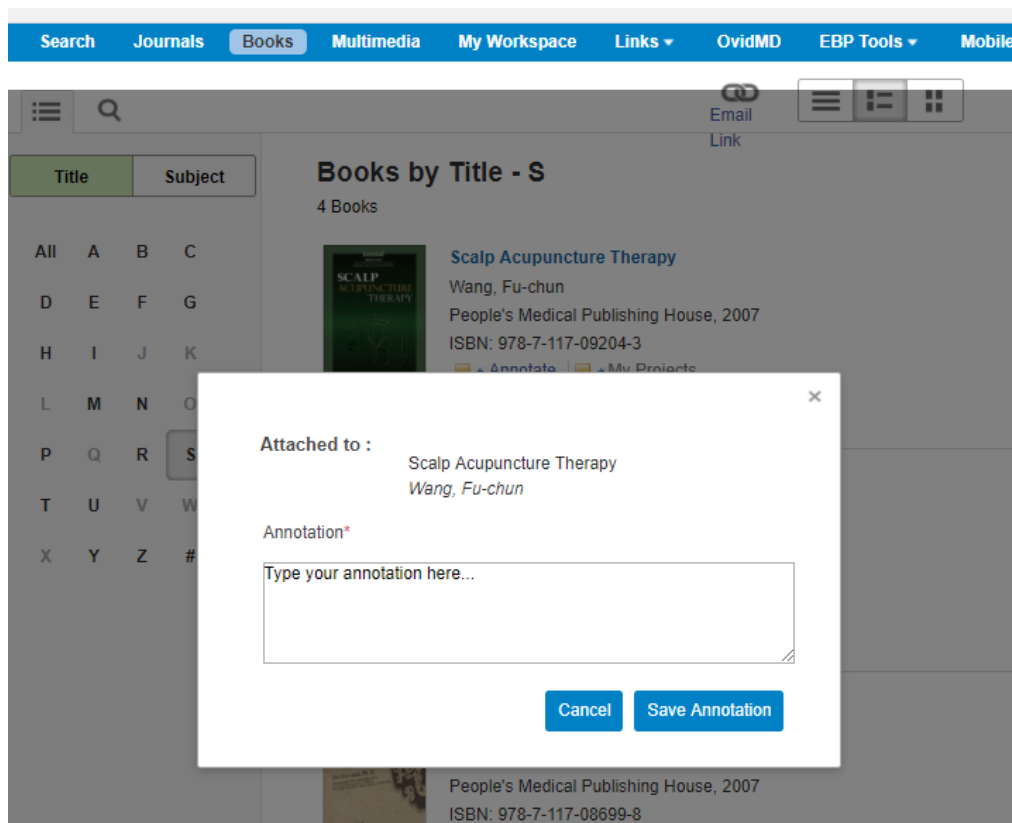 Search Journals Books Multimedia My Workspace Links OvidMD EBP Tools Mobile
Email
Link
Title Subject
All A B C
D E F G
H I J K
L M N O
P Q R S
T U V W
X Y Z #
Books by Title - S
4 Books
SCALP
ACUPUNCTURE
THERAPY
Scalp Acupuncture Therapy
Wang, Fu-chun
People's Medical Publishing House, 2007
ISBN: 978-7-117-09204-3
+ Annotate + My Projects
×
Attached to :
Scalp Acupuncture Therapy
Wang, Fu-chun
Annotation*
Type your annotation here...
Cancel Save Annotation
People's Medical Publishing House, 2007
ISBN: 978-7-117-08699-8